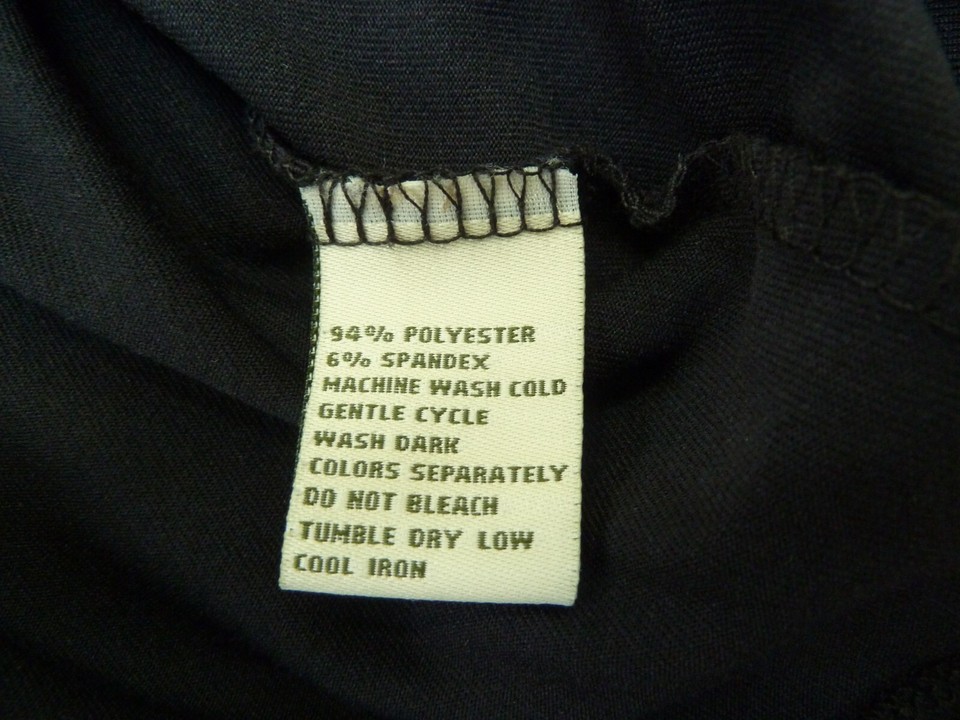 94% POLYESTER
6% SPANDEX
MACHINE WASH COLD
GENTLE CYCLE
WASH DARK
COLORS SEPARATELY
DO NOT BLEACH
TUMBLE DRY LOW
COOL IRON